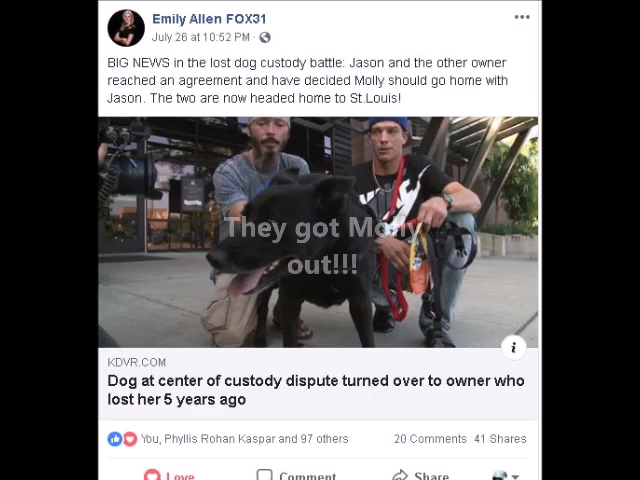 Emily Allen FOX31
July 26 at 10:52 PM ·
BIG NEWS in the lost dog custody battle: Jason and the other owner
reached an agreement and have decided Molly should go home with
Jason. The two are now headed home to St.Louis!
They got Molly
out!!!
i
KDVR.COM
Dog at center of custody dispute turned over to owner who
lost her 5 years ago
You, Phyllis Rohan Kaspar and 97 others
20 Comments 41 Shares
Love Comment Share